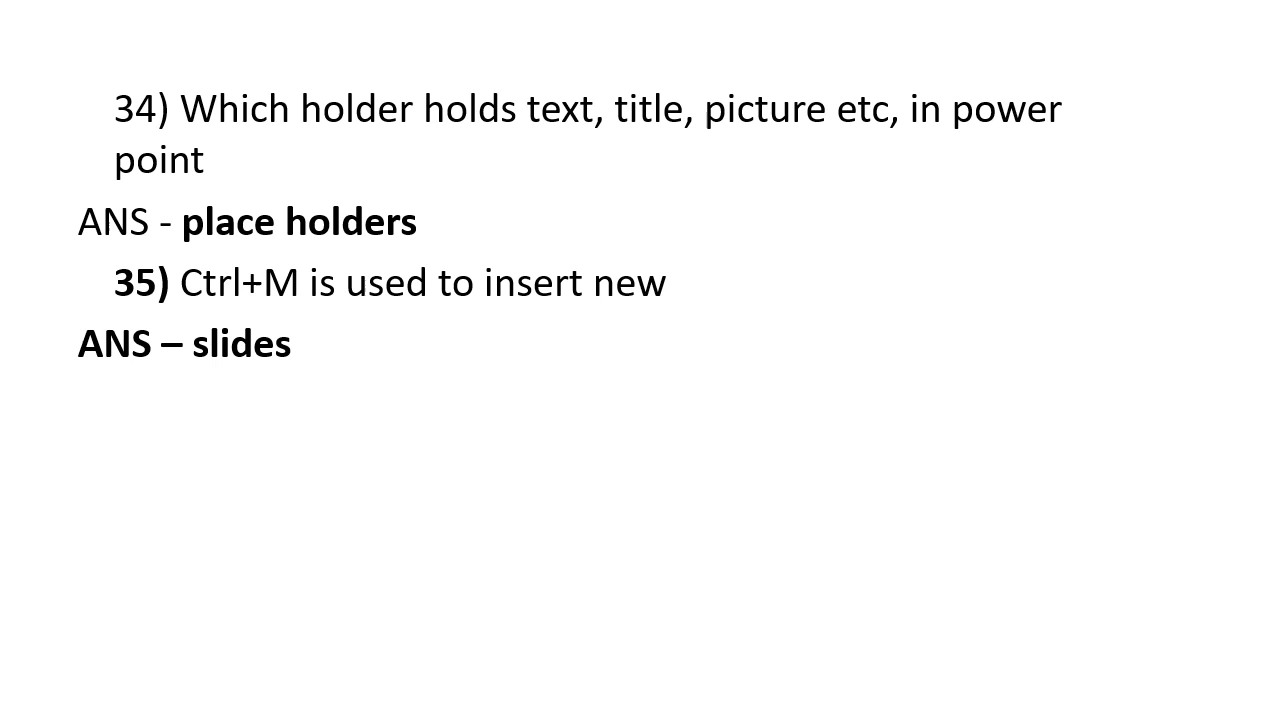 34) Which holder holds text, title, picture etc, in power
point
ANS - place holders
35) Ctrl+M is used to insert new
ANS – slides